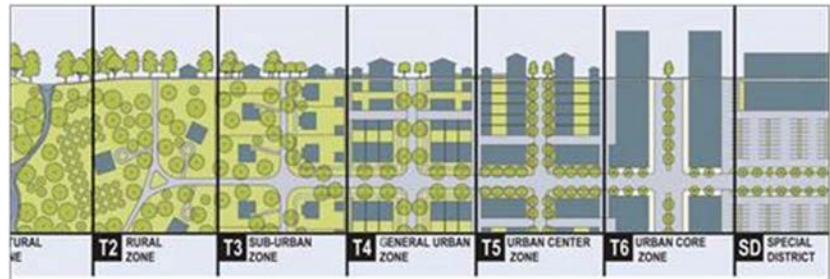 TURAL
NE
T2 RURAL
ZONE
T3 SUB-URBAN
ZONE
T4 GENERAL URBAN
ZONE
T5 URBAN CENTER
ZONE
T6 URBAN CORE
ZONE
SD SPECIAL
DISTRICT